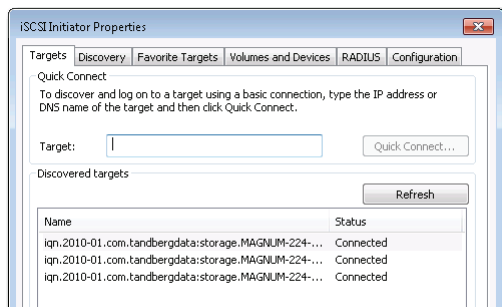 iSCSI Initiator Properties
Targets Discovery Favorite Targets Volumes and Devices RADIUS Configuration
Quick Connect
To discover and log on to a target using a basic connection, type the IP address or
DNS name of the target and then click Quick Connect.
Target: Quick Connect...
Discovered targets
Refresh
Name Status
iqn.2010-01.com.tandbergdata:storage.MAGNUM-224-... Connected
iqn.2010-01.com.tandbergdata:storage.MAGNUM-224-... Connected
iqn.2010-01.com.tandbergdata:storage.MAGNUM-224-... Connected